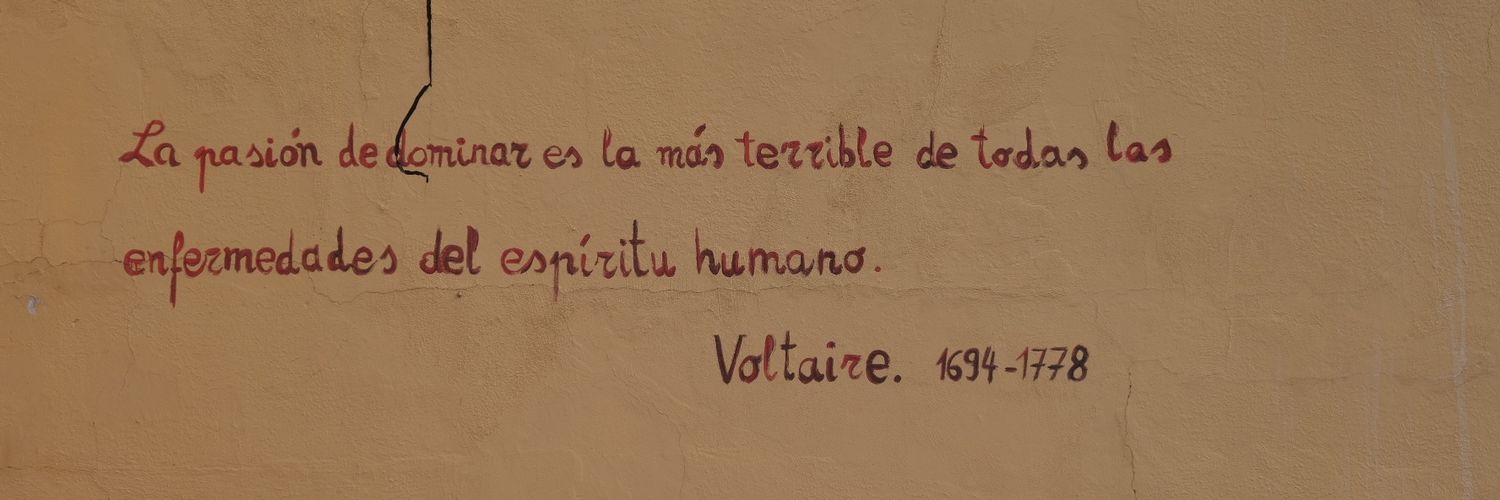 La pasión de dominar es la más terrible de todas las
enfermedades del espíritu humano.
Voltaire. 1694-1778